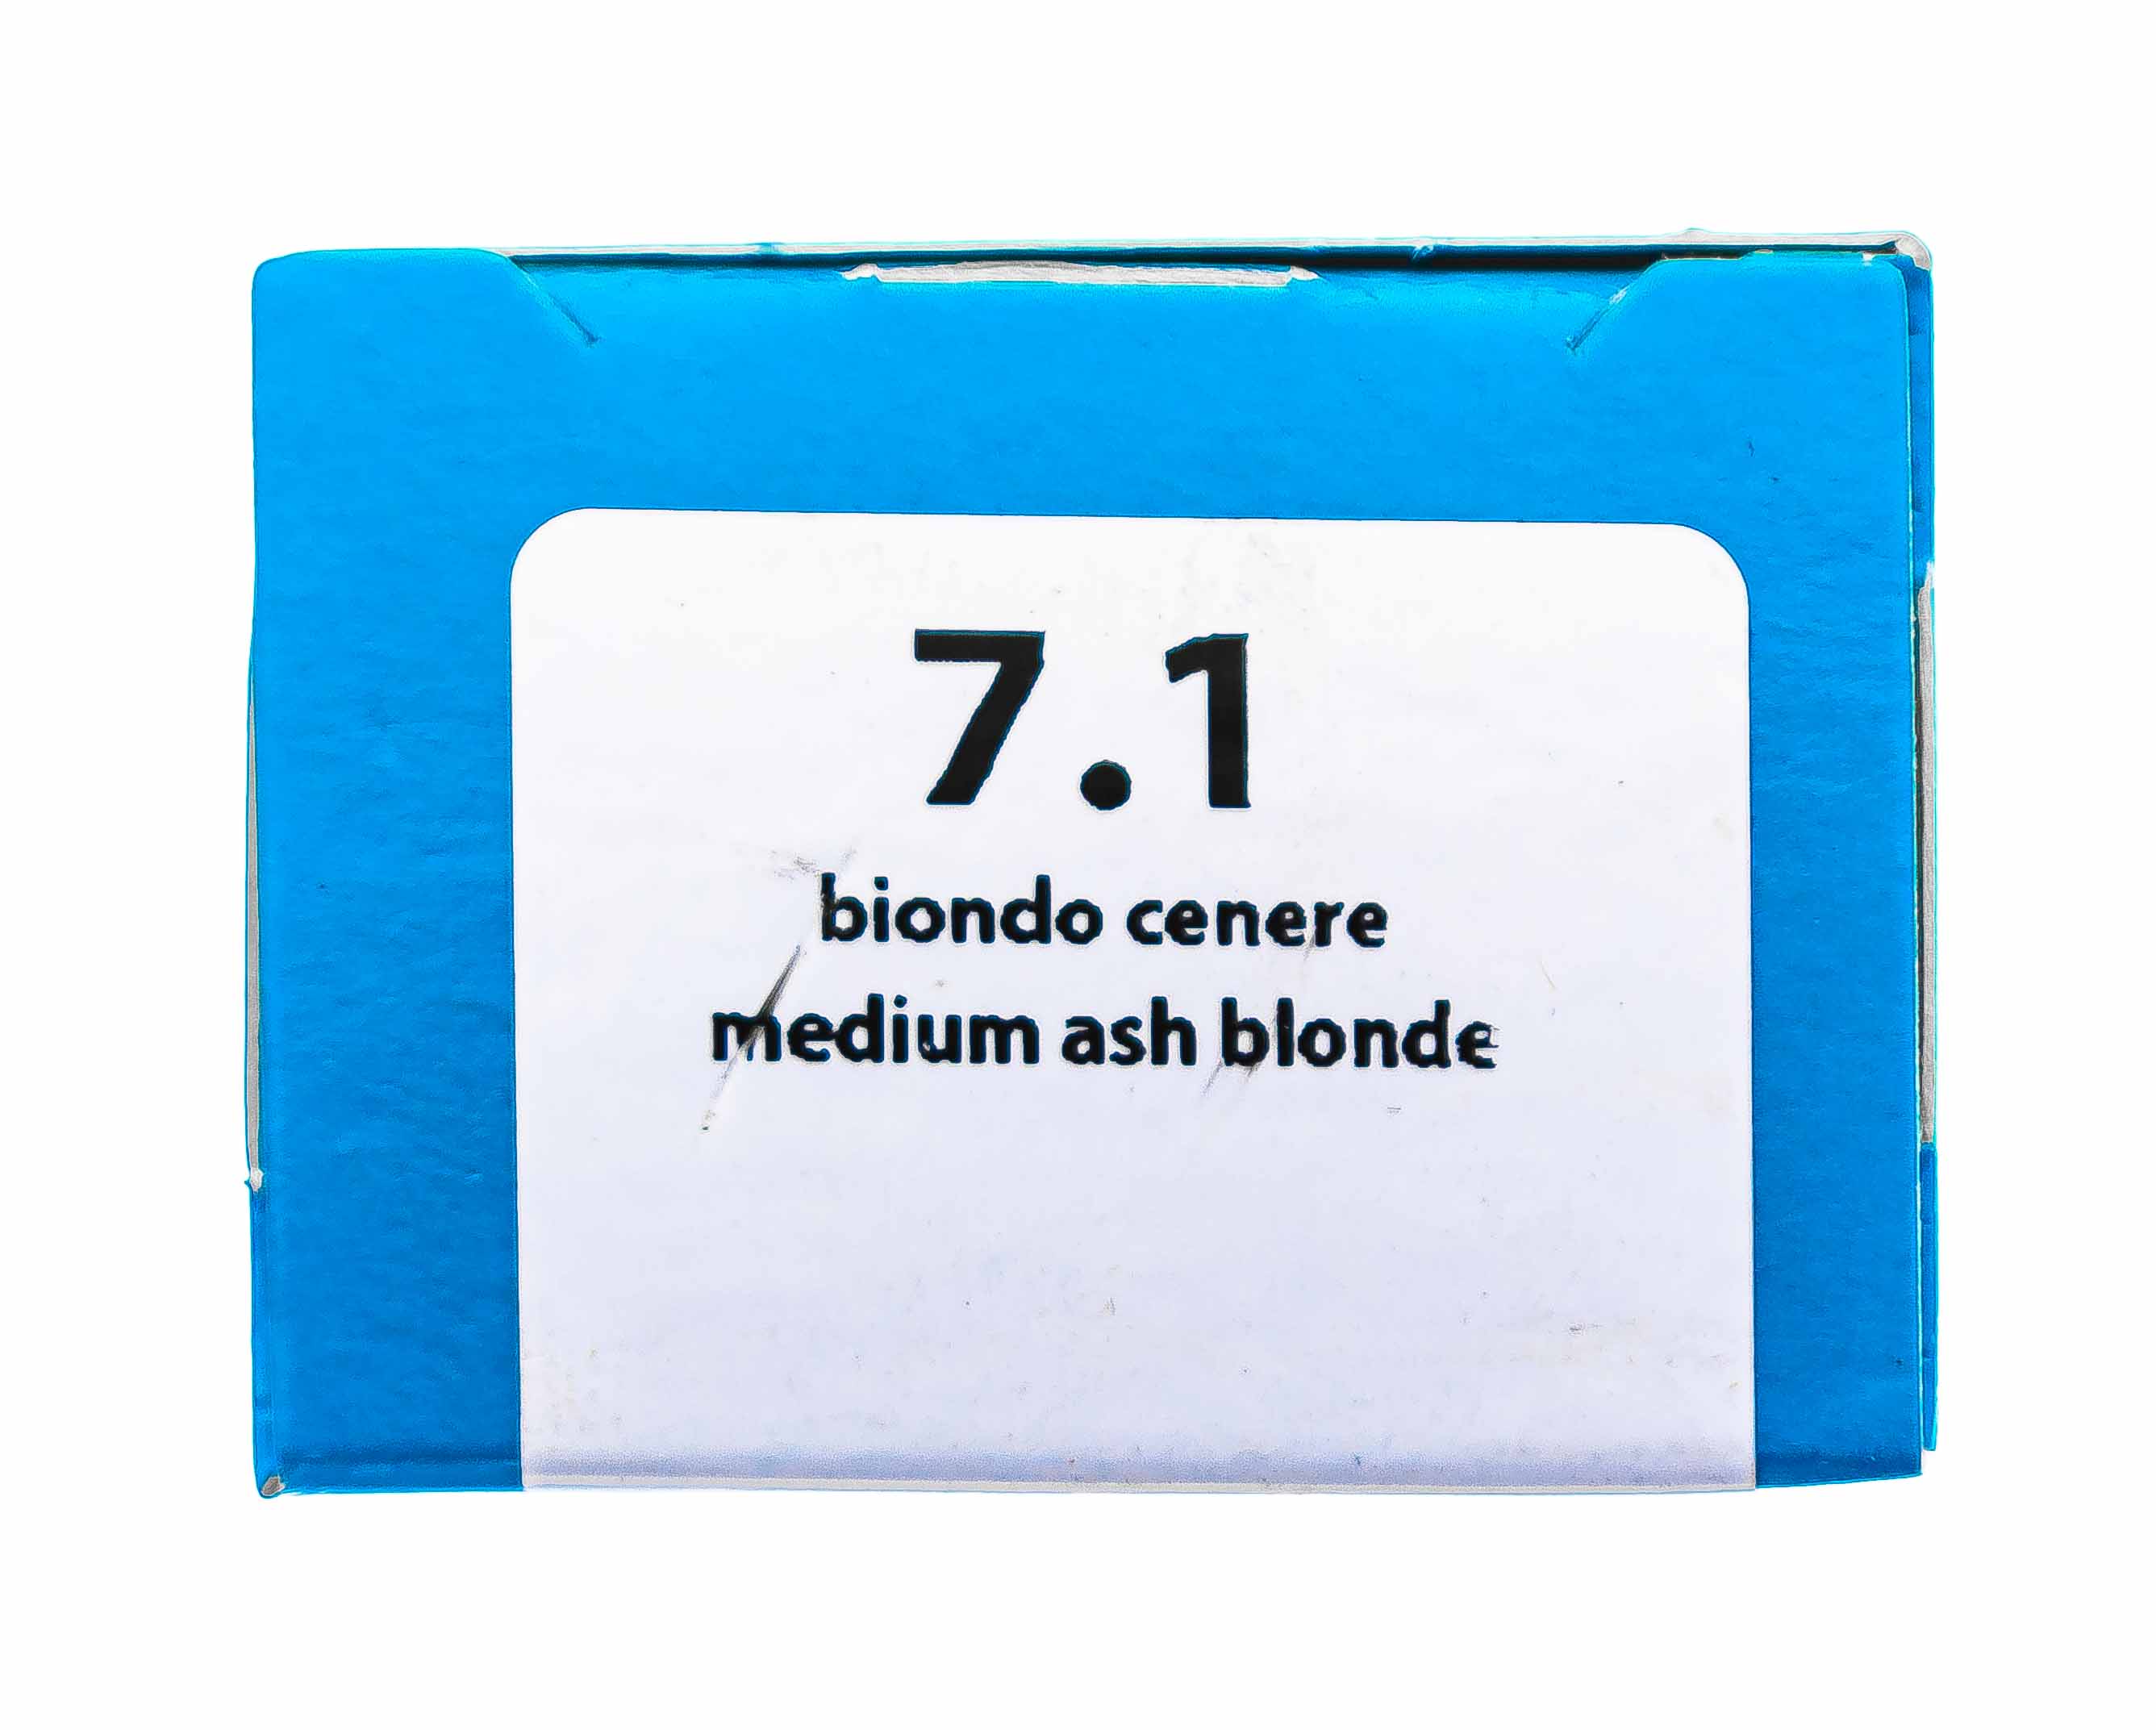 7.1
biondo cenere
medium ash blonde